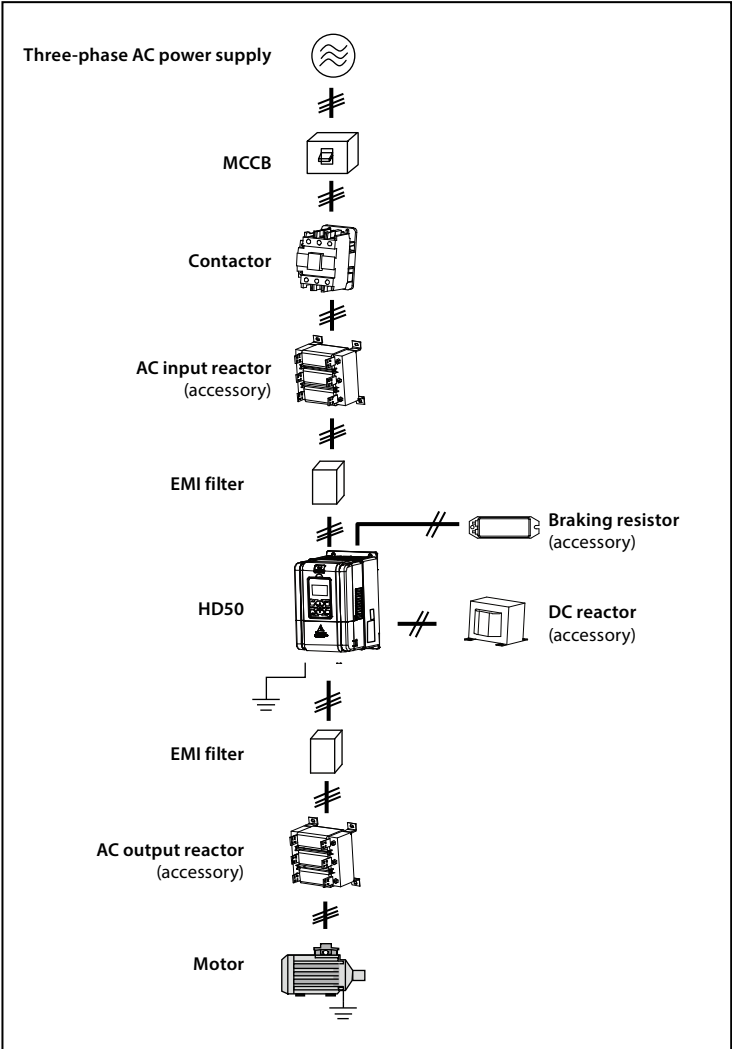 Three-phase AC power supply
MCCB
Contactor
AC input reactor
(accessory)
EMI filter
Braking resistor
(accessory)
HD50
DC reactor
(accessory)
EMI filter
AC output reactor
(accessory)
Motor